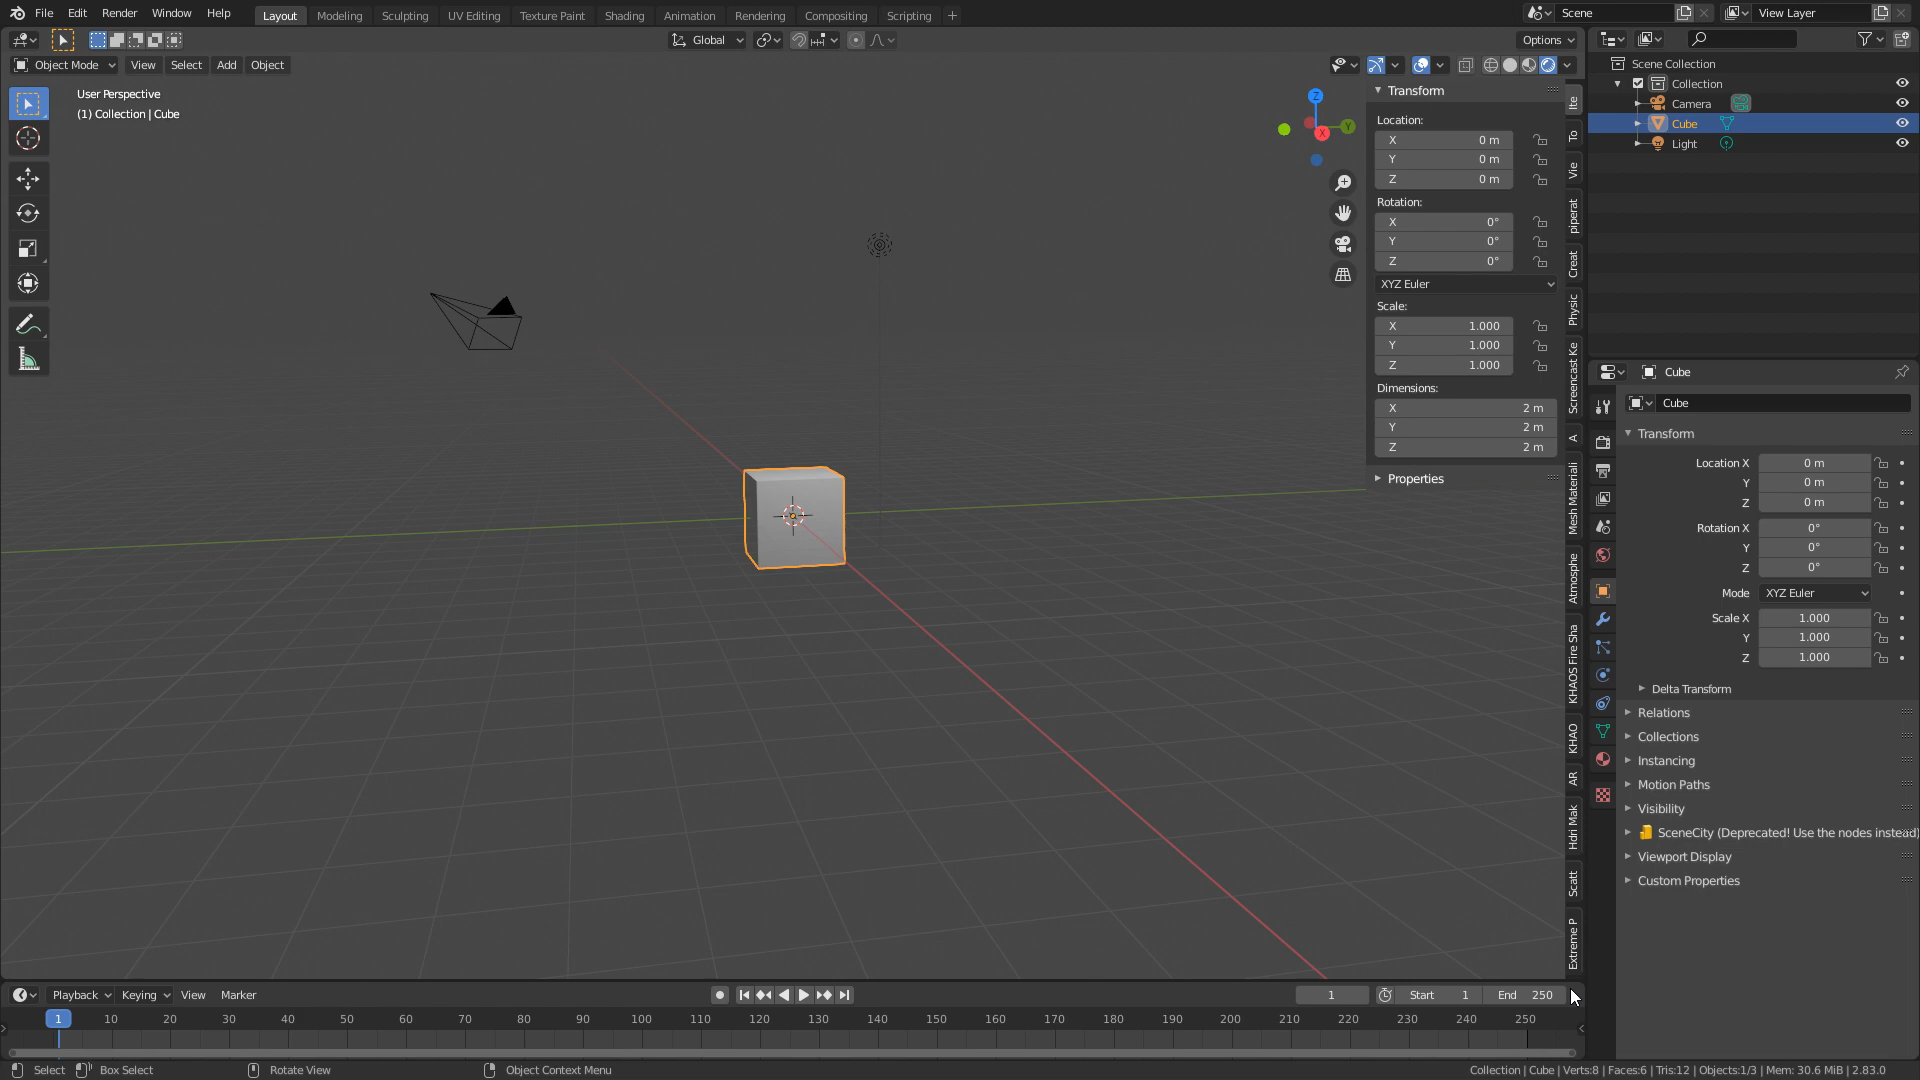 File Edit Render Window Help Layout Modeling Sculpting UV Editing Texture Paint Shading Animation Rendering Compositing Scripting + Scene View Layer
Global Options
Object Mode View Select Add Object
User Perspective
(1) Collection | Cube
Z
Y
X
Transform
Location:
X 0 m
Y 0 m
Z 0 m
Rotation:
X 0°
Y 0°
Z 0°
XYZ Euler
Scale:
X 1.000
Y 1.000
Z 1.000
Dimensions:
X 2 m
Y 2 m
Z 2 m
Properties
Ite
To
Vie
piperat
Creat
Physic
Screencast Ke
A
Mesh Materiali
Atmosphe
KHAOS Fire Sha
KHAO
AR
Hdri Mak
Scatt
Extreme P
Scene Collection
Collection
Camera
Cube
Light
Cube
Cube
Transform
Location X 0 m
Y 0 m
Z 0 m
Rotation X 0°
Y 0°
Z 0°
Mode XYZ Euler
Scale X 1.000
Y 1.000
Z 1.000
Delta Transform
Relations
Collections
Instancing
Motion Paths
Visibility
SceneCity (Deprecated! Use the nodes instead)
Viewport Display
Custom Properties
Playback Keying View Marker 1 Start 1 End 250
1 10 20 30 40 50 60 70 80 90 100 110 120 130 140 150 160 170 180 190 200 210 220 230 240 250
Select Box Select Rotate View Object Context Menu Collection | Cube | Verts:8 | Faces:6 | Tris:12 | Objects:1/3 | Mem: 30.6 MiB | 2.83.0